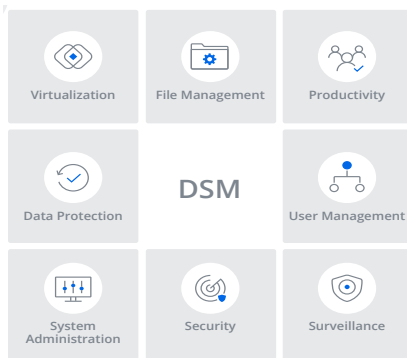 Virtualization
File Management
Productivity
Data Protection
DSM
User Management
System
Administration
Security
Surveillance